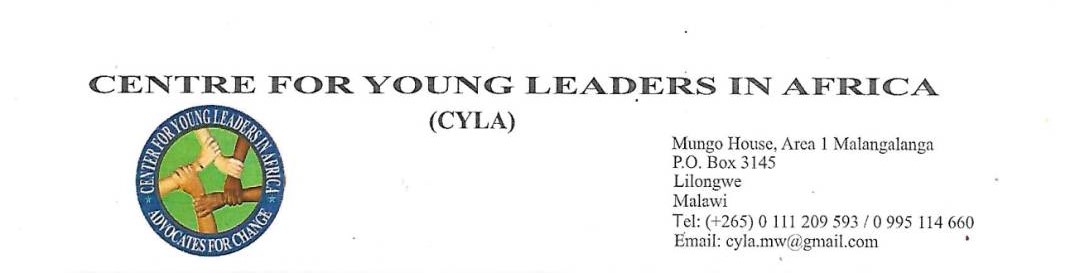 CENTRE FOR YOUNG LEADERS IN AFRICA
(CYLA)
CENTER FOR YOUNG LEADERS IN AFRICA
ADVOCATES FOR CHANGE
Mungo House, Area 1 Malangalanga
P.O. Box 3145
Lilongwe
Malawi
Tel: (+265) 0 111 209 593 / 0 995 114 660
Email: cyla.mw@gmail.com